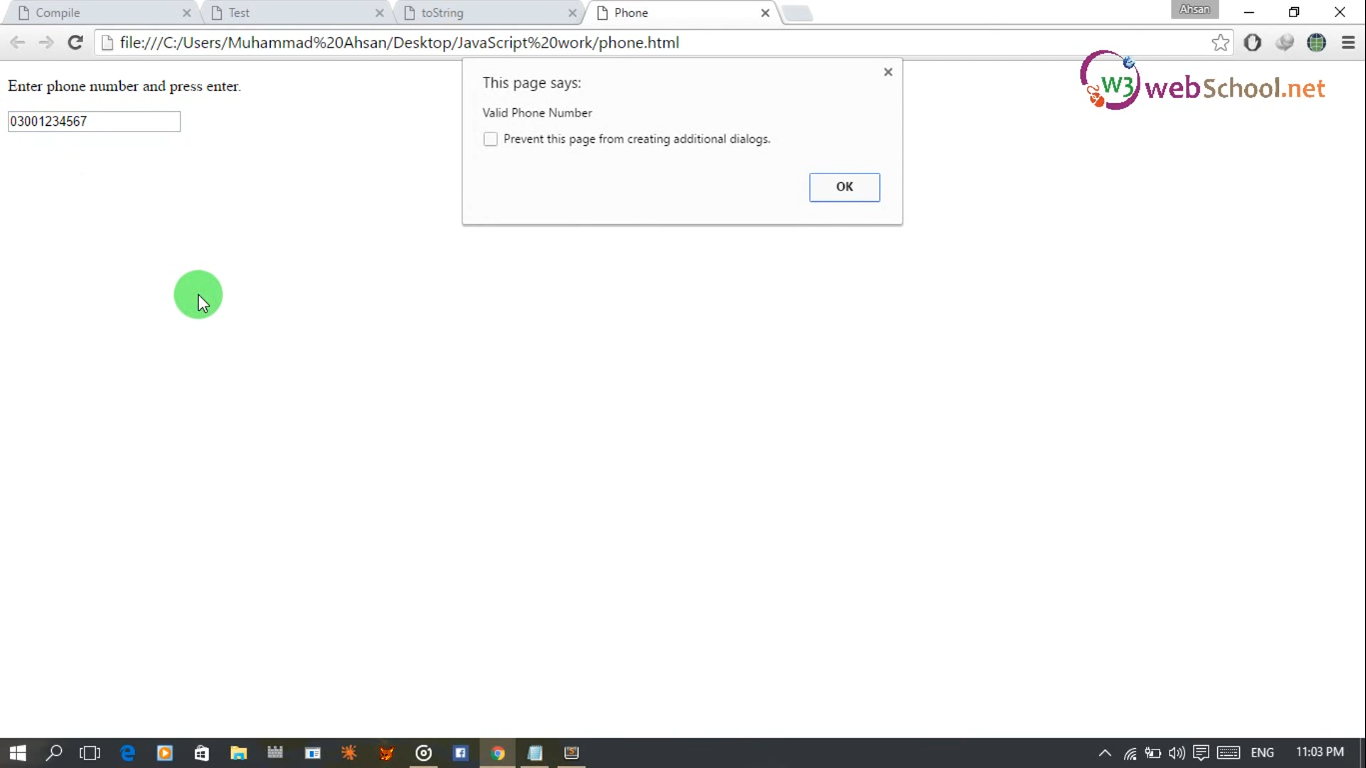 Compile
Test
toString
Phone
Ahsan
file:///C:/Users/Muhammad%20Ahsan/Desktop/JavaScript%20work/phone.html
Enter phone number and press enter.
03001234567
This page says:
Valid Phone Number
Prevent this page from creating additional dialogs.
OK
W3 webSchool.net
ENG
11:03 PM